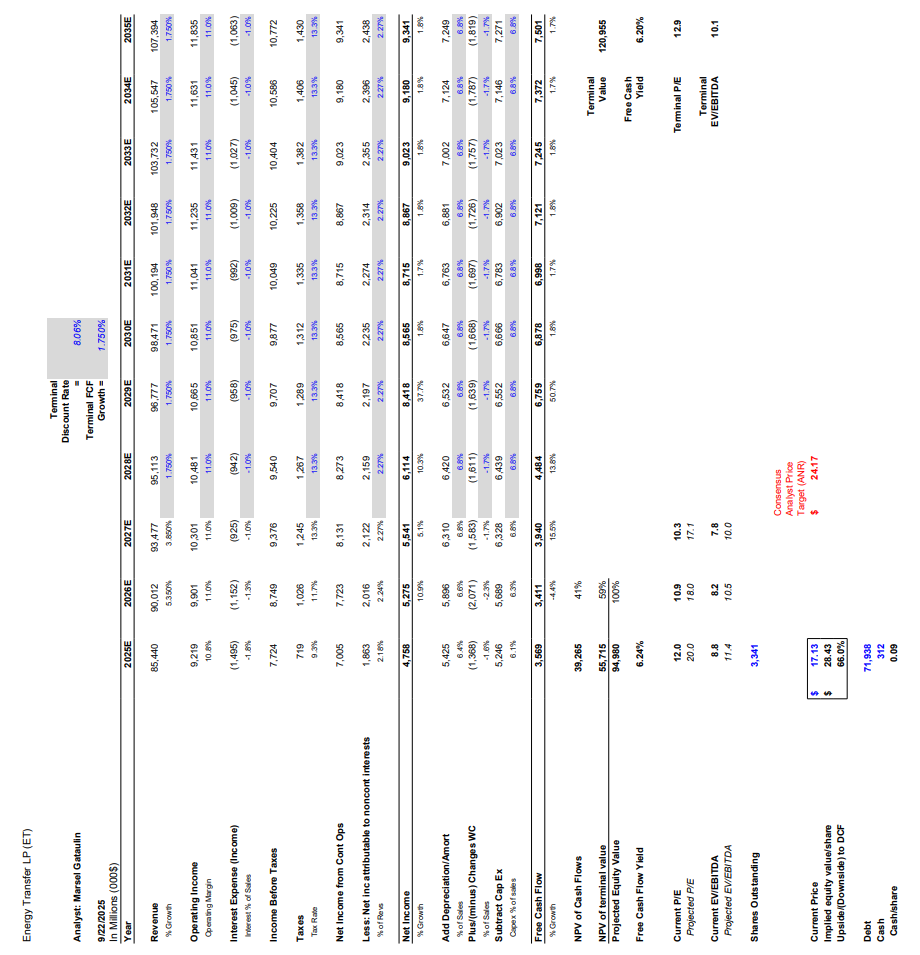 Energy Transfer LP (ET)
Terminal
Discount Rate
= 8.06%
Terminal FCF
Growth = 1.750%
Analyst: Marsel Gataulin
9/22/2025
In Millions (000$)
Year 2025E 2026E 2027E 2028E 2029E 2030E 2031E 2032E 2033E 2034E 2035E
Revenue 85,440 90,012 93,477 95,113 96,777 98,471 100,194 101,948 103,732 105,547 107,394
% Growth 5.350% 3.850% 1.750% 1.750% 1.750% 1.750% 1.750% 1.750% 1.750% 1.750%
Operating Income 9,219 9,901 10,301 10,481 10,665 10,851 11,041 11,235 11,431 11,631 11,835
Operating Margin 10.8% 11.0% 11.0% 11.0% 11.0% 11.0% 11.0% 11.0% 11.0% 11.0% 11.0%
Interest Expense (Income) (1,495) (1,152) (925) (942) (958) (975) (992) (1,009) (1,027) (1,045) (1,063)
Interest % of Sales -1.8% -1.3% -1.0% -1.0% -1.0% -1.0% -1.0% -1.0% -1.0% -1.0% -1.0%
Income Before Taxes 7,724 8,749 9,376 9,540 9,707 9,877 10,049 10,225 10,404 10,586 10,772
Taxes 719 1,026 1,245 1,267 1,289 1,312 1,335 1,358 1,382 1,406 1,430
Tax Rate 9.3% 11.7% 13.3% 13.3% 13.3% 13.3% 13.3% 13.3% 13.3% 13.3% 13.3%
Net Income from Cont Ops 7,005 7,723 8,131 8,273 8,418 8,565 8,715 8,867 9,023 9,180 9,341
Less: Net inc attributable to noncont interests 1,863 2,016 2,122 2,159 2,197 2,235 2,274 2,314 2,355 2,396 2,438
% of Revs 2.18% 2.24% 2.27% 2.27% 2.27% 2.27% 2.27% 2.27% 2.27% 2.27% 2.27%
Net Income 4,758 5,275 5,541 6,114 8,418 8,565 8,715 8,867 9,023 9,180 9,341
% Growth 10.9% 5.1% 10.3% 37.7% 1.8% 1.7% 1.8% 1.8% 1.8% 1.8%
Add Depreciation/Amort 5,425 5,896 6,310 6,420 6,532 6,647 6,763 6,881 7,002 7,124 7,249
% of Sales 6.4% 6.6% 6.8% 6.8% 6.8% 6.8% 6.8% 6.8% 6.8% 6.8% 6.8%
Plus/(minus) Changes WC (1,368) (2,071) (1,583) (1,611) (1,639) (1,668) (1,697) (1,726) (1,757) (1,787) (1,819)
% of Sales -1.6% -2.3% -1.7% -1.7% -1.7% -1.7% -1.7% -1.7% -1.7% -1.7% -1.7%
Subtract Cap Ex 5,246 5,689 6,328 6,439 6,552 6,666 6,783 6,902 7,023 7,146 7,271
Capex % of sales 6.1% 6.3% 6.8% 6.8% 6.8% 6.8% 6.8% 6.8% 6.8% 6.8% 6.8%
Free Cash Flow 3,569 3,411 3,940 4,484 6,759 6,878 6,998 7,121 7,245 7,372 7,501
% Growth -4.4% 15.5% 13.8% 50.7% 1.8% 1.7% 1.8% 1.8% 1.7% 1.7%
NPV of Cash Flows 39,265 41%
Terminal
Value 120,955
NPV of terminal value 55,715 59%
Projected Equity Value 94,980 100%
Free Cash Flow Yield 6.24%
Free Cash
Yield 6.20%
Current P/E 12.0 10.9 10.3 Terminal P/E 12.9
Projected P/E 20.0 18.0 17.1
Current EV/EBITDA 8.8 8.2 7.8
Terminal
EV/EBITDA 10.1
Projected EV/EBITDA 11.4 10.5 10.0
Shares Outstanding 3,341
Consensus
Analyst Price
Target (ANR)
$ 24.17
Current Price $ 17.13
Implied equity value/share $ 28.43
Upside/(Downside) to DCF 66.0%
Debt 71,938
Cash 312
Cash/share 0.09